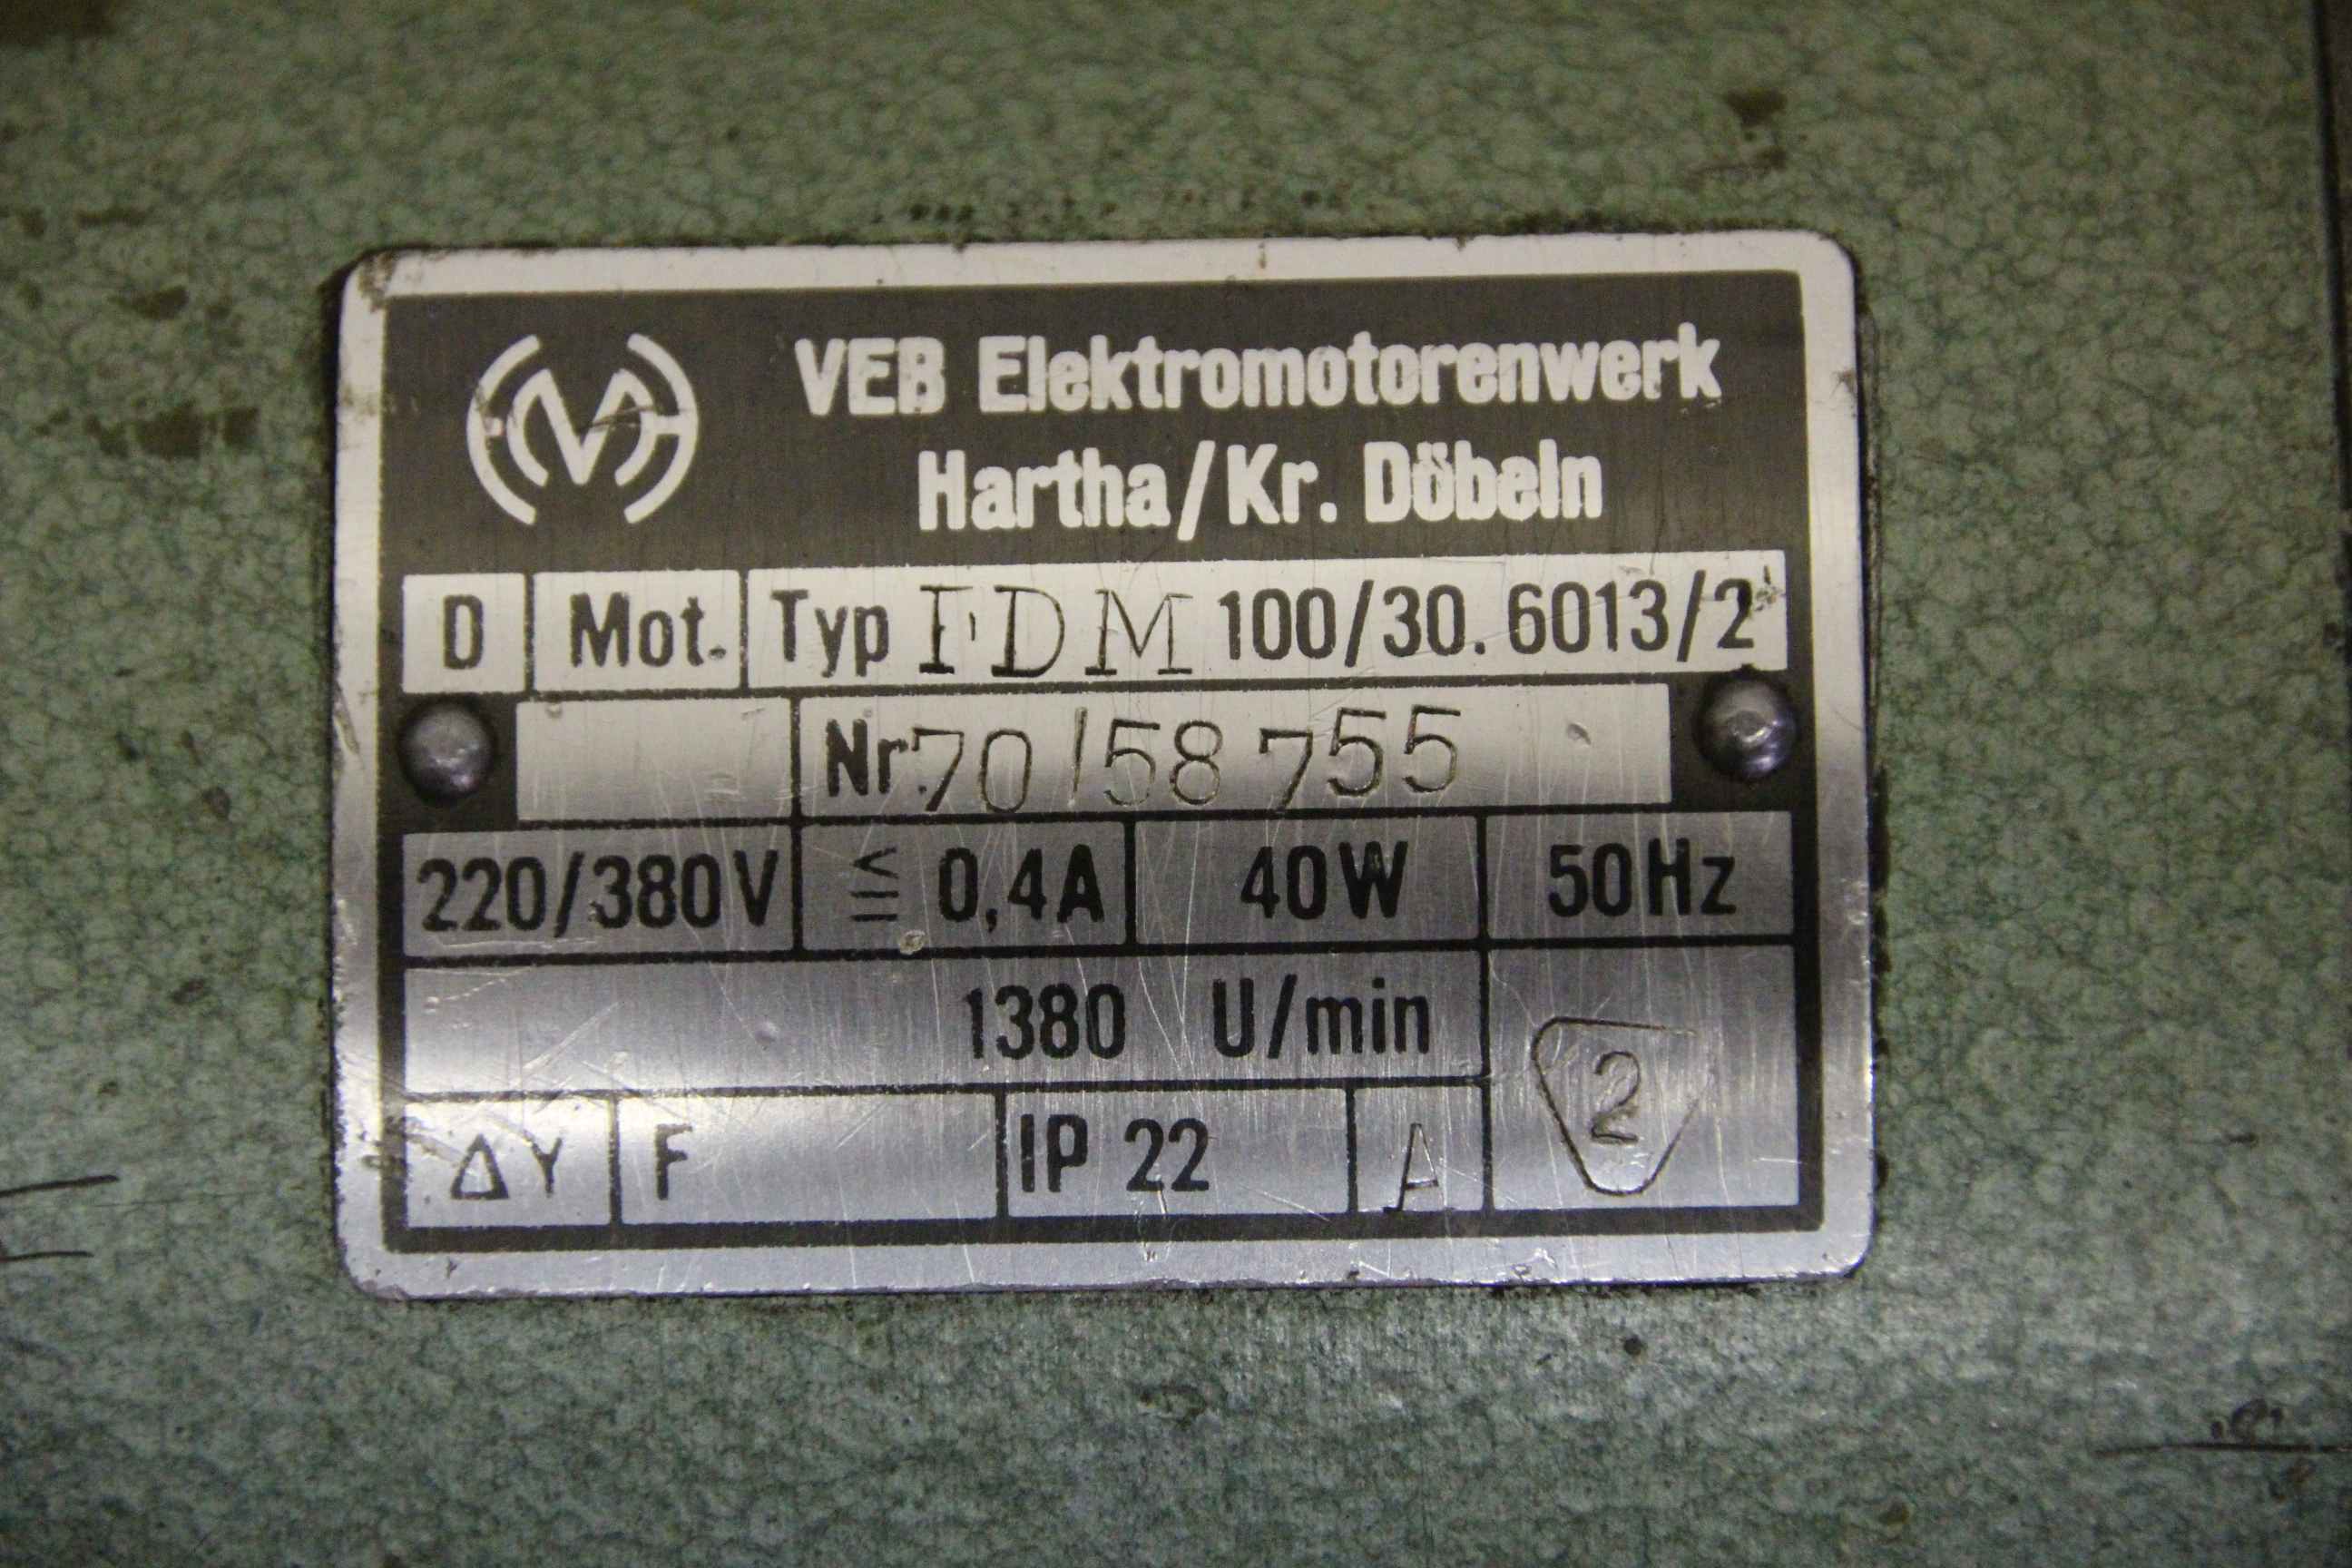 VEB Elektromotorenwerk
Hartha/Kr. Döbeln
D Mot. Typ FDM 100/30.6013/2
Nr. 70/58 755
220/380V ≦ 0,4A 40W 50Hz
1380 U/min
2
Δ Y F IP 22 A